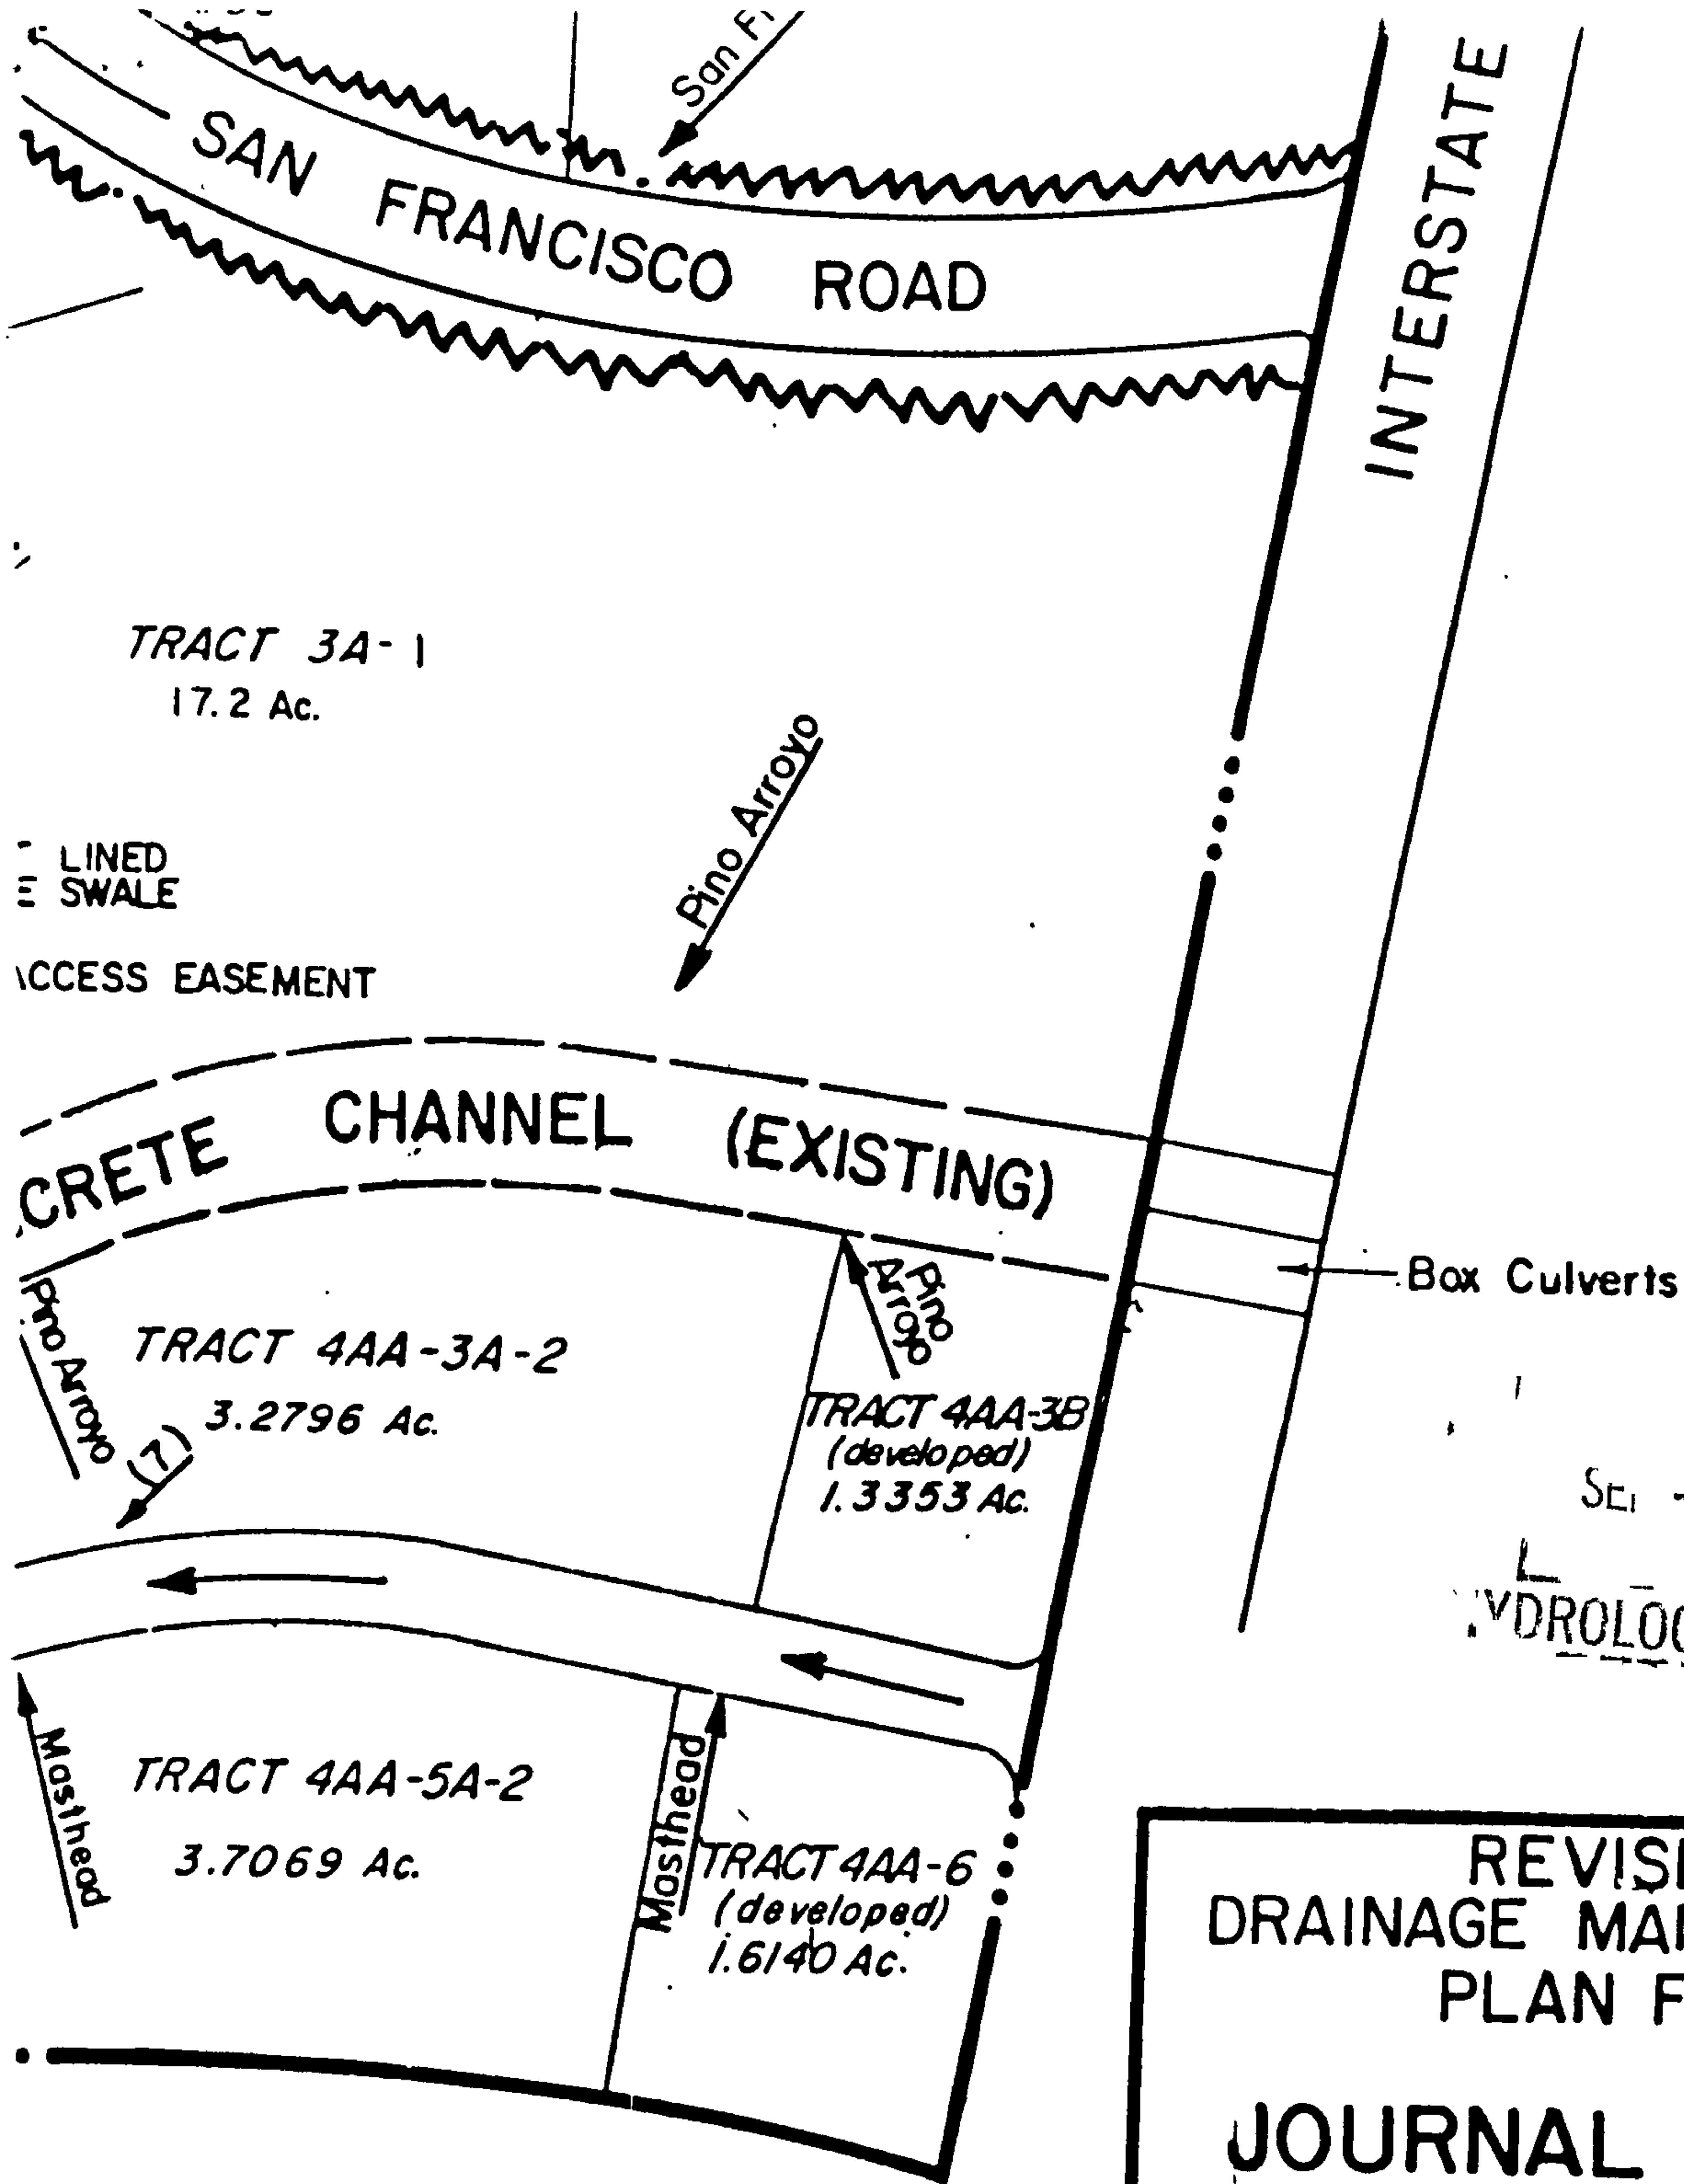 San Fr
SAN FRANCISCO ROAD
INTERSTATE
TRACT 3A-1
17.2 Ac.
Pino Arroyo
LINED
E SWALE
ACCESS EASEMENT
CRETE CHANNEL (EXISTING)
Box Culverts
Pino Arroyo
Pino
Arroyo
TRACT 4AA-3A-2
3.2796 Ac.
(7)
TRACT 4AA-3B
(developed)
1.3353 Ac.
YDROLOG
Masthead
TRACT 4AA-5A-2
3.7069 Ac.
Masthead
TRACT 4AA-6
(developed)
1.6140 Ac.
REVIS
DRAINAGE MA
PLAN F
JOURNAL